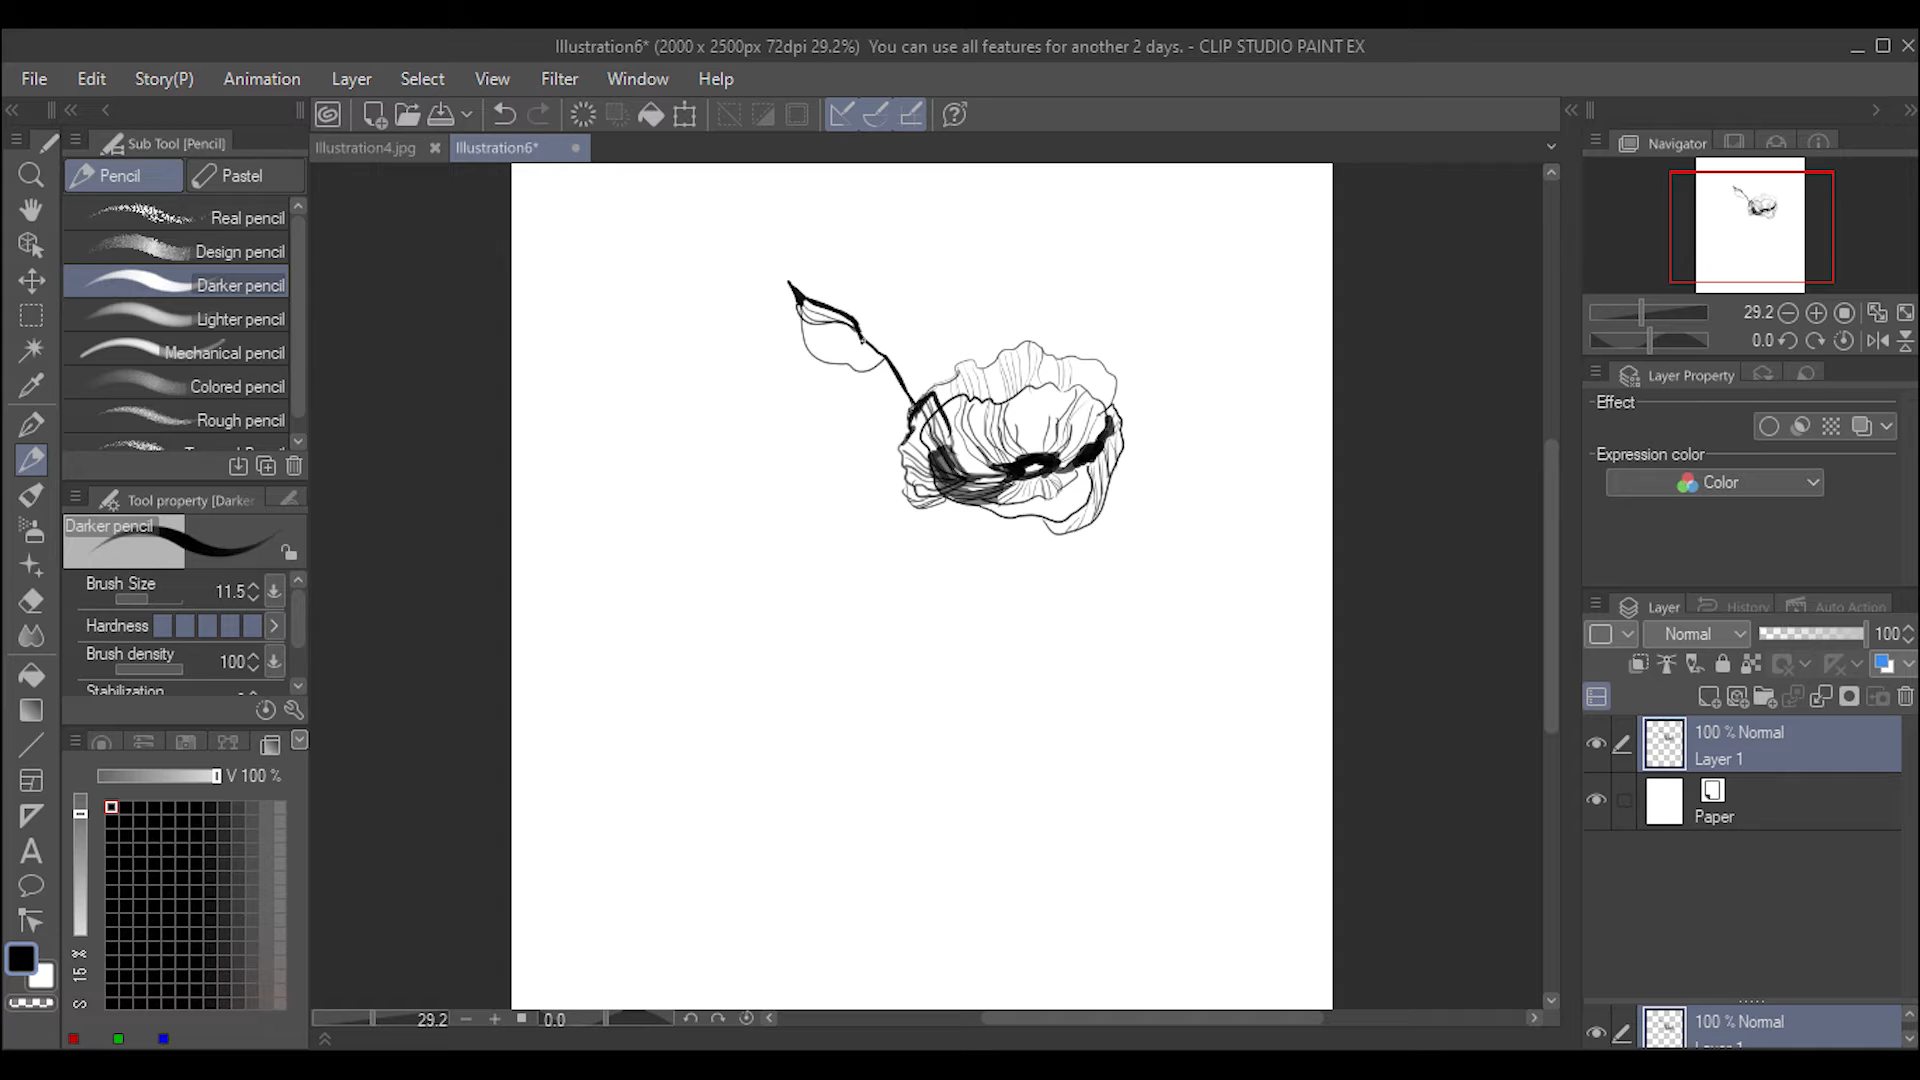 Illustration6* (2000 x 2500px 72dpi 29.2%)  You can use all features for another 2 days. - CLIP STUDIO PAINT EX
File Edit Story(P) Animation Layer Select View Filter Window Help
Sub Tool [Pencil]
Illustration4.jpg
Illustration6*
Navigator
Pencil
Pastel
Real pencil
Design pencil
Darker pencil
Lighter pencil
Mechanical pencil
Colored pencil
Rough pencil
29.2
0.0
Layer Property
Effect
Expression color
Color
Tool property [Darker
Darker pencil
Brush Size 11.5
Hardness
Brush density 100
Stabilization
V 100 %
15
Layer
History
Auto Action
Normal
100
100 % Normal
Layer 1
Paper
100 % Normal
Layer 1
29.2
0.0